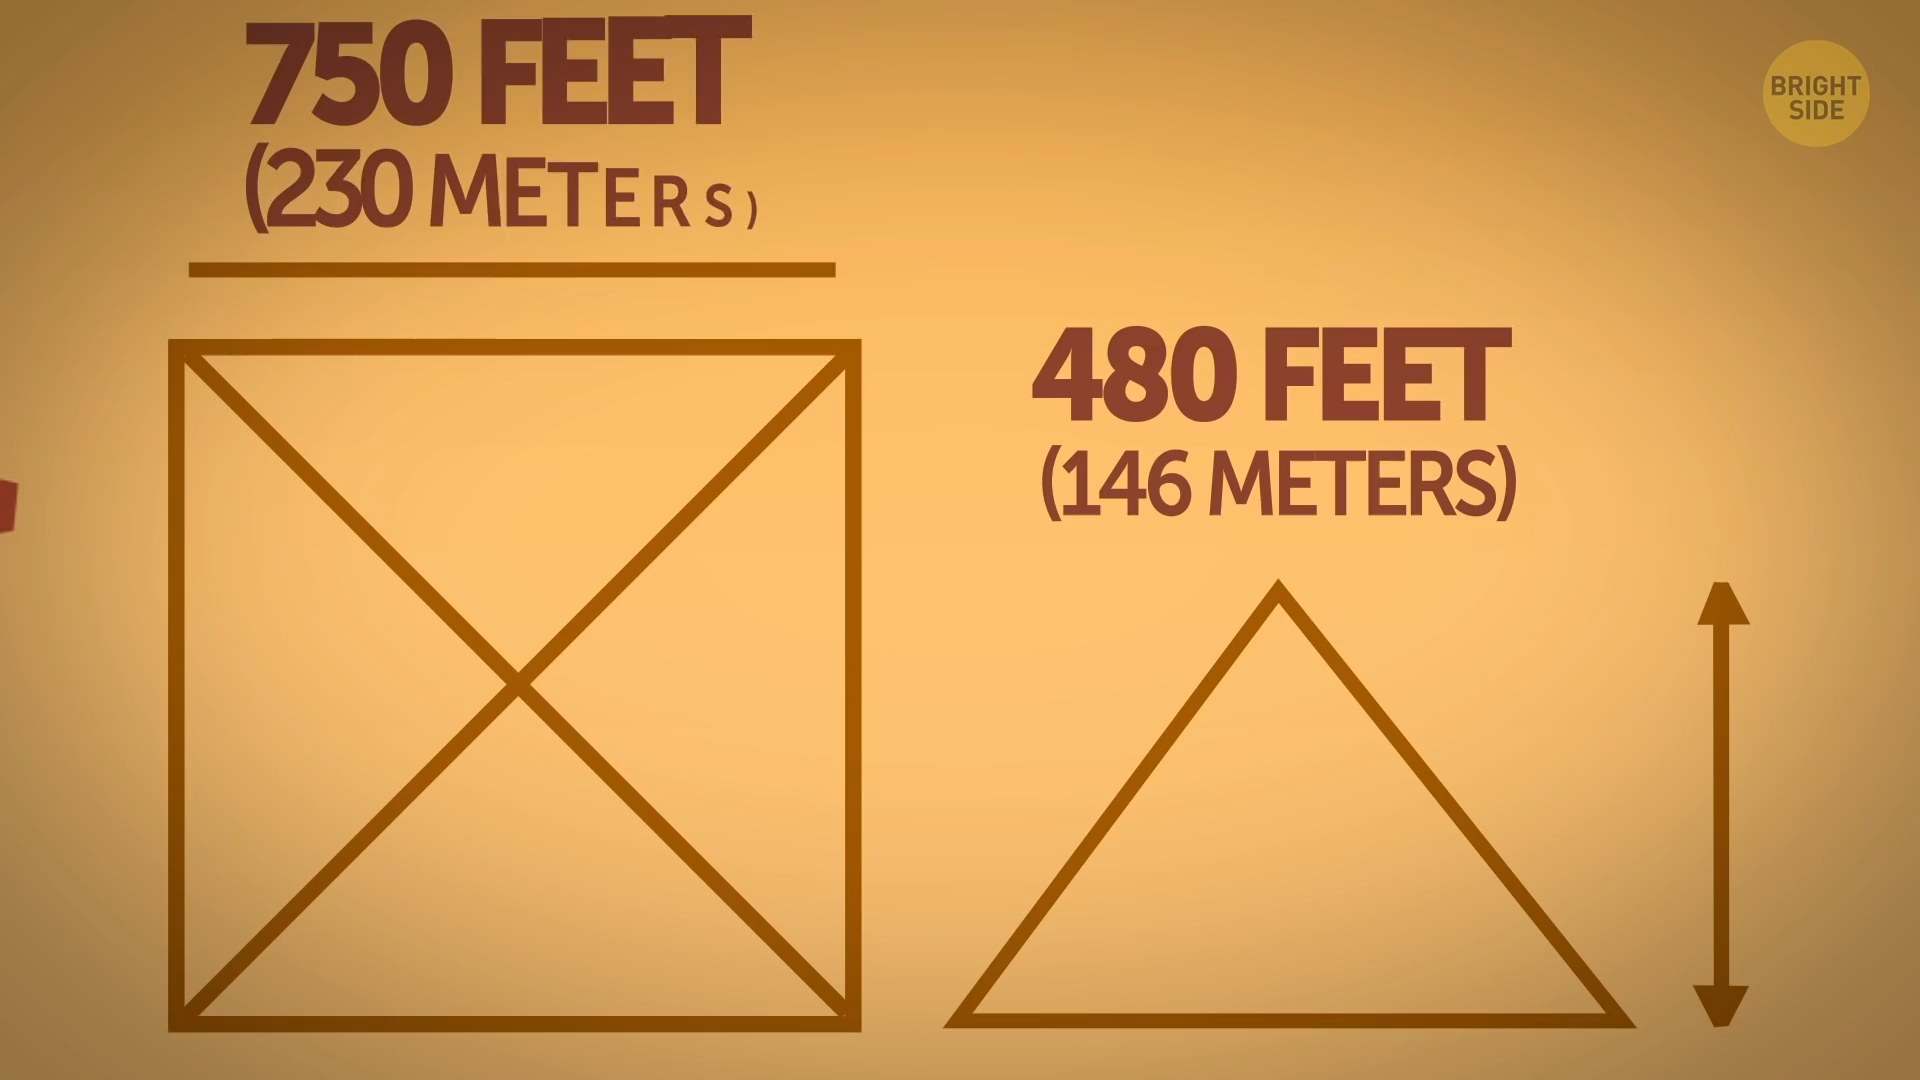 750 FEET
(230 METERS)
BRIGHT
SIDE
480 FEET
(146 METERS)